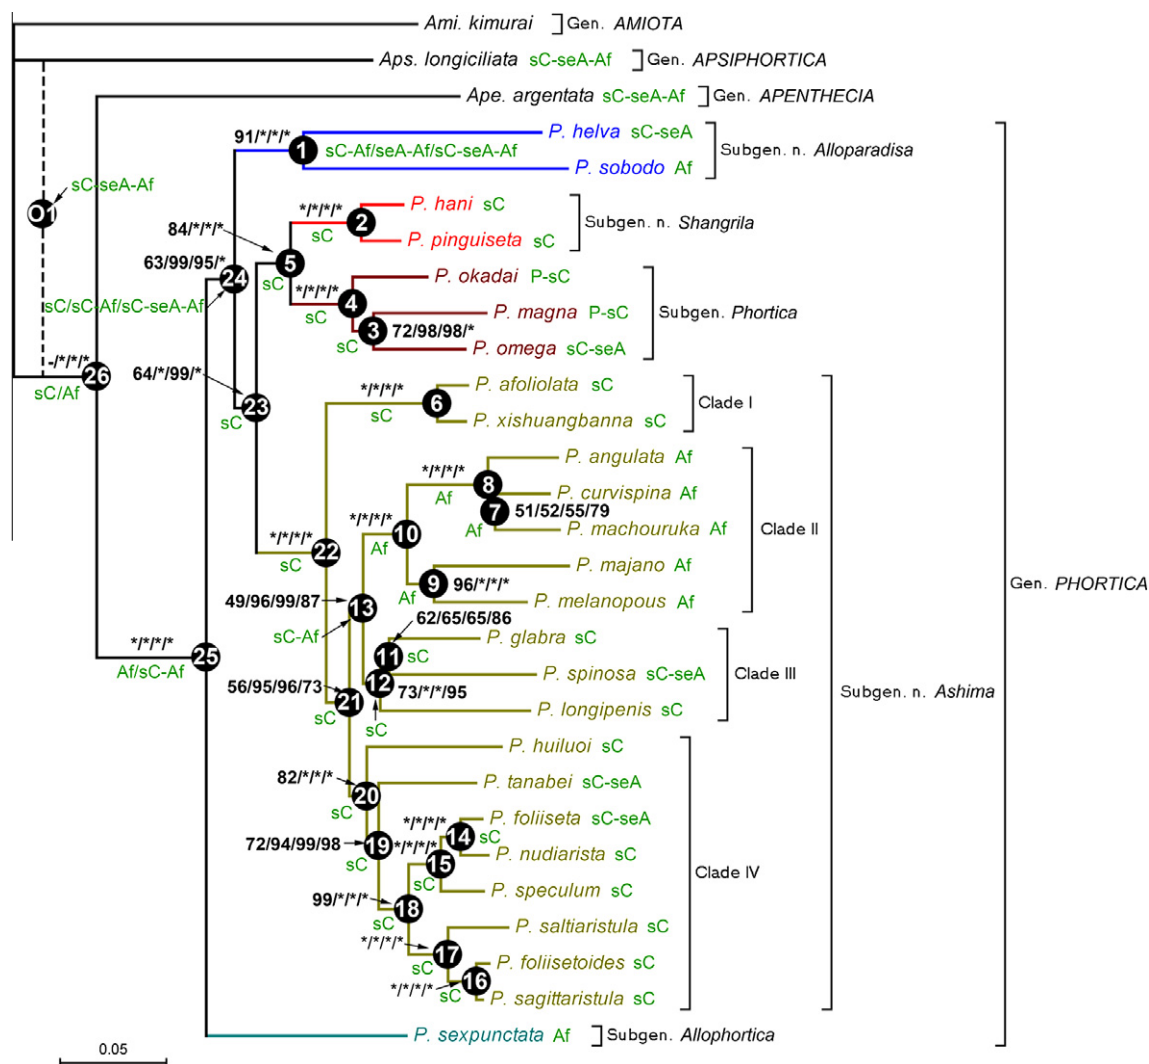 Ami. kimurai Gen. AMIOTA
Aps. longiciliata sC-seA-Af Gen. APSIPHORTICA
Ape. argentata sC-seA-Af Gen. APENTHECIA
P. helva sC-seA
91/*/*/*
1 sC-Af/seA-Af/sC-seA-Af
Subgen. n. Alloparadisa
P. sobodo Af
sC-seA-Af
O1
P. hani sC
*/*/*/*
2
sC
Subgen. n. Shangrila
84/*/*/*
P. pinguiseta sC
5
sC
63/99/95/*
24
P. okadai P-sC
*/*/*/*
4
sC
sC/sC-Af/sC-seA-Af
P. magna P-sC
Subgen. Phortica
3 72/98/98/*
sC
P. omega sC-seA
-/*/*/*
26
sC/Af
64/*/99/*
23
sC
P. afoliolata sC
*/*/*/*
6
sC
Clade I
P. xishuangbanna sC
P. angulata Af
*/*/*/*
8
Af
P. curvispina Af
7 51/52/55/79
Af
P. machouruka Af
Clade II
*/*/*/*
10
Af
*/*/*/*
22
sC
P. majano Af
9 96/*/*/*
Af
P. melanopous Af
Gen. PHORTICA
49/96/99/87
13
sC-Af
62/65/65/86
P. glabra sC
11
sC
*/*/*/*
25
Af/sC-Af
P. spinosa sC-seA
Clade III
12 73/*/*/95
sC
Subgen. n. Ashima
56/95/96/73
21
sC
P. longipenis sC
P. huiluoi sC
82/*/*/*
20
sC
P. tanabei sC-seA
P. foliiseta sC-seA
*/*/*/*
14
sC
72/94/99/98
19
sC
*/*/*/*
15
sC
P. nudiarista sC
Clade IV
P. speculum sC
99/*/*/*
18
sC
P. saltiaristula sC
*/*/*/*
17
sC
P. foliisetoides sC
*/*/*/*
16
sC
P. sagittaristula sC
P. sexpunctata Af Subgen. Allophortica
0.05